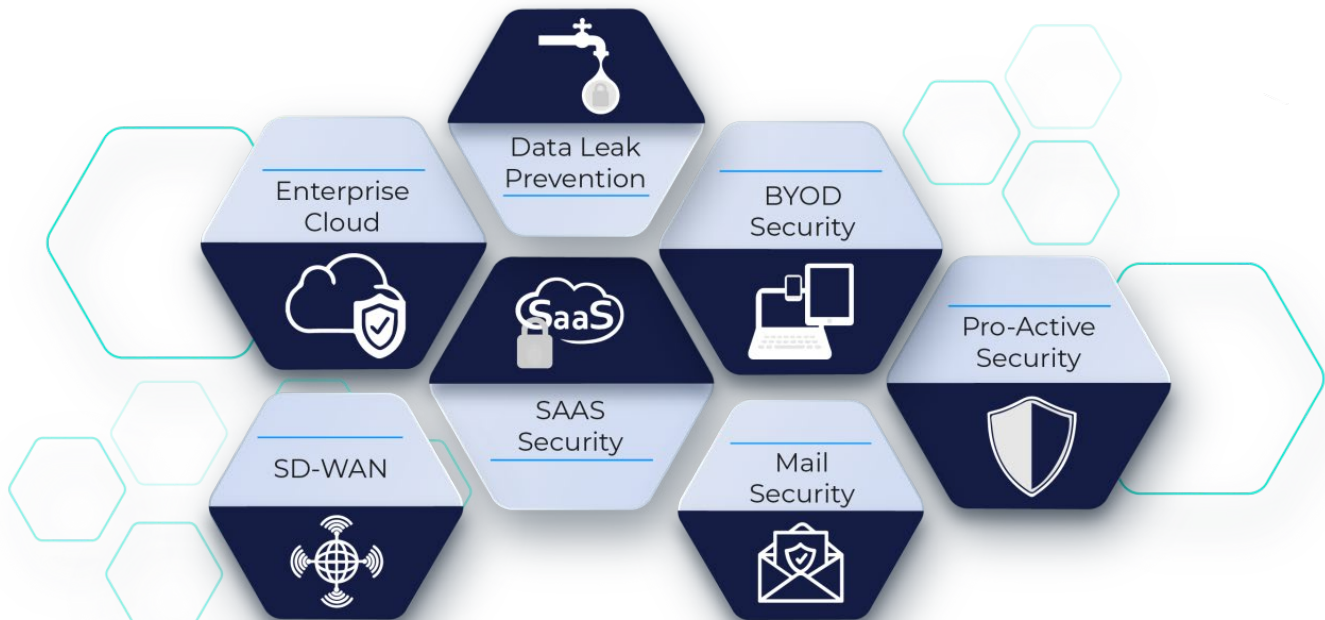 Data Leak
Prevention
Enterprise
Cloud
BYOD
Security
SaaS
Pro-Active
Security
SAAS
Security
SD-WAN
Mail
Security